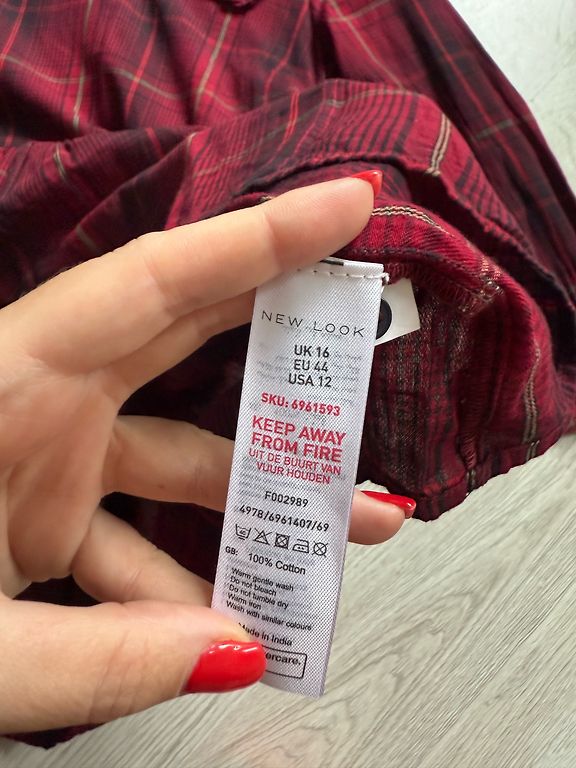 NEW LOOK
UK 16
EU 44
USA 12
SKU: 6961593
KEEP AWAY
FROM FIRE
UIT DE BUURT VAN
VUUR HOUDEN
F002989
4978/6961407/69
40
GB: 100% Cotton
Warm gentle wash
Do not bleach
Do not tumble dry
Warm iron
Wash with similar colours
Made in India